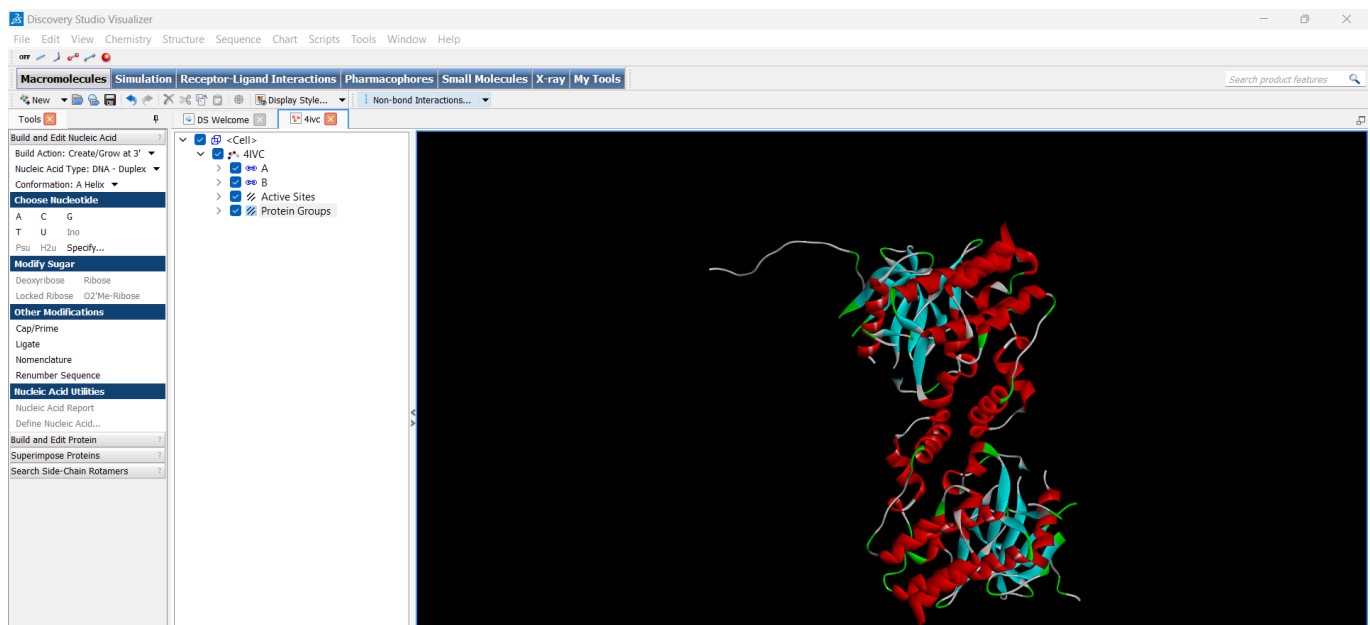 Discovery Studio Visualizer
File Edit View Chemistry Structure Sequence Chart Scripts Tools Window Help
OFF
Macromolecules Simulation Receptor-Ligand Interactions Pharmacophores Small Molecules X-ray My Tools Search product features
New Display Style... Non-bond Interactions...
Tools DS Welcome 4ivc
Build and Edit Nucleic Acid ?
Build Action: Create/Grow at 3'
Nucleic Acid Type: DNA - Duplex
Conformation: A Helix
Choose Nucleotide
A C G
T U Ino
Psu H2u Specify...
Modify Sugar
Deoxyribose Ribose
Locked Ribose O2'Me-Ribose
Other Modifications
Cap/Prime
Ligate
Nomenclature
Renumber Sequence
Nucleic Acid Utilities
Nucleic Acid Report
Define Nucleic Acid...
Build and Edit Protein ?
Superimpose Proteins ?
Search Side-Chain Rotamers ?
<Cell>
4IVC
A
B
Active Sites
Protein Groups